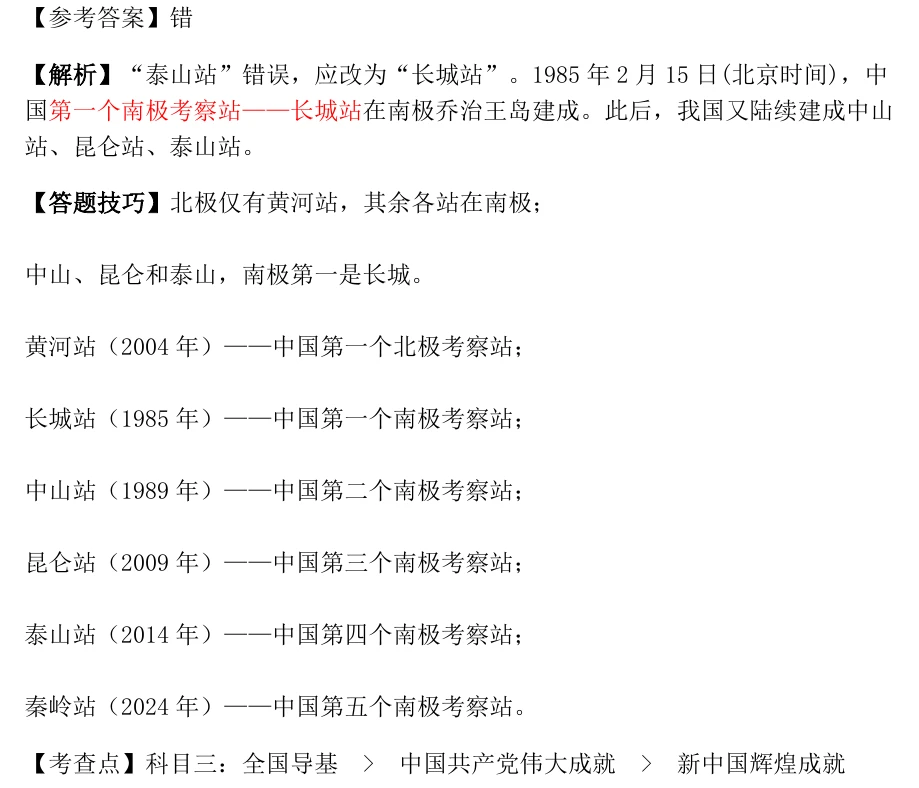 【参考答案】错
【解析】“泰山站”错误，应改为“长城站”。1985 年 2 月 15 日(北京时间)，中
国第一个南极考察站——长城站在南极乔治王岛建成。此后，我国又陆续建成中山
站、昆仑站、泰山站。
【答题技巧】北极仅有黄河站，其余各站在南极；
中山、昆仑和泰山，南极第一是长城。
黄河站（2004 年）——中国第一个北极考察站；
长城站（1985 年）——中国第一个南极考察站；
中山站（1989 年）——中国第二个南极考察站；
昆仑站（2009 年）——中国第三个南极考察站；
泰山站（2014 年）——中国第四个南极考察站；
秦岭站（2024 年）——中国第五个南极考察站。
【考查点】科目三：全国导基 > 中国共产党伟大成就 > 新中国辉煌成就